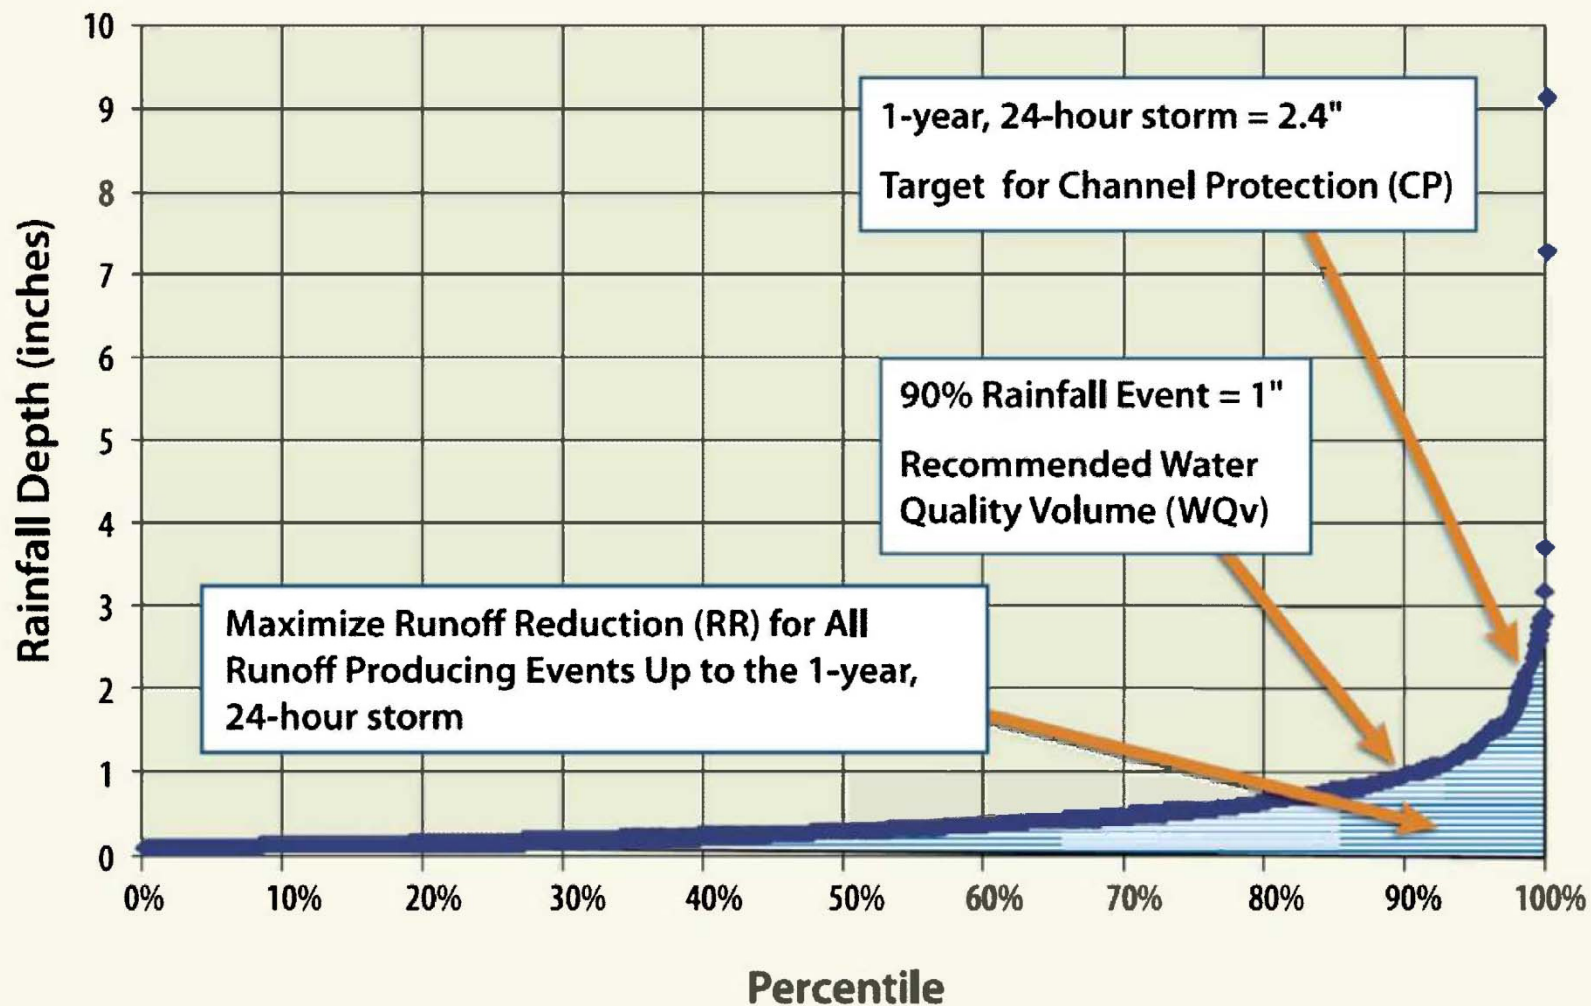 10
9
8
7
6
5
4
3
2
1
0
Rainfall Depth (inches)
1-year, 24-hour storm = 2.4"
Target for Channel Protection (CP)
90% Rainfall Event = 1"
Recommended Water
Quality Volume (WQv)
Maximize Runoff Reduction (RR) for All
Runoff Producing Events Up to the 1-year,
24-hour storm
0% 10% 20% 30% 40% 50% 60% 70% 80% 90% 100%
Percentile